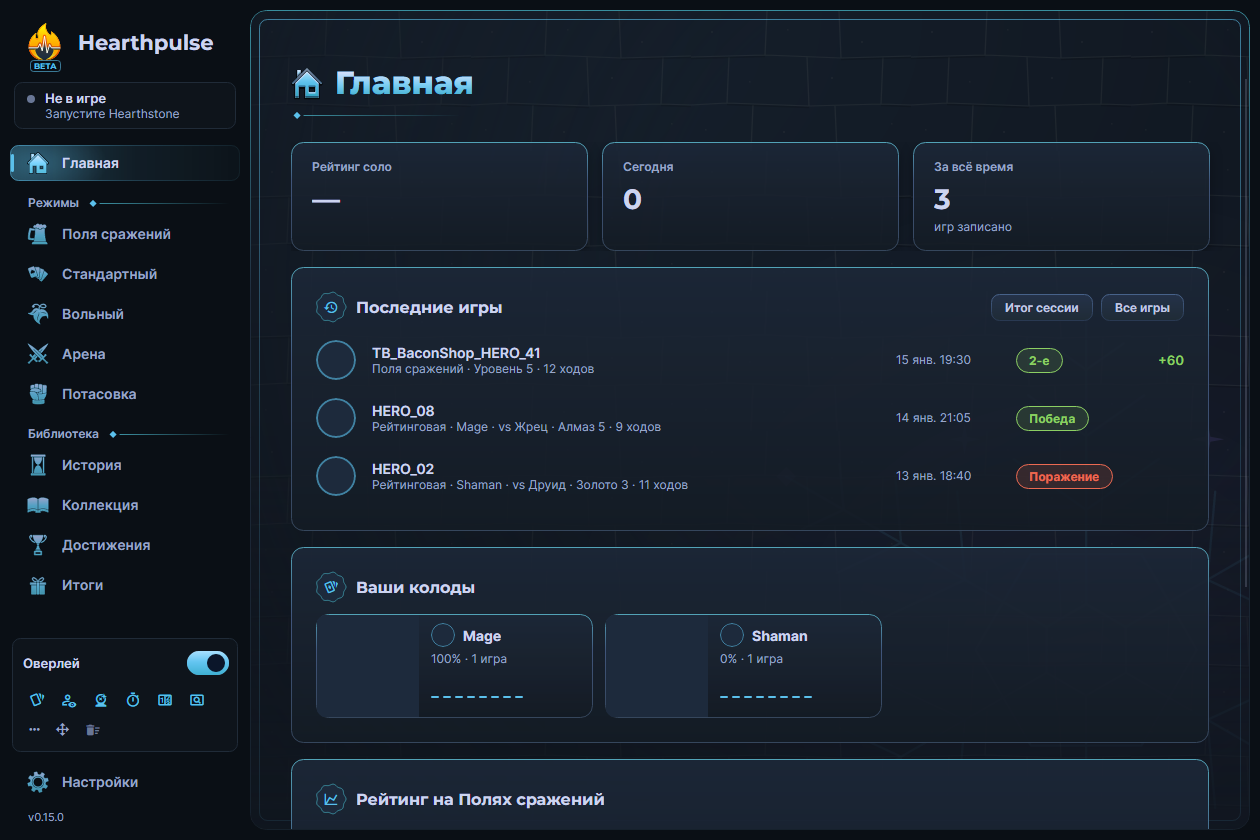 Hearthpulse
BETA
Не в игре
Запустите Hearthstone
Главная
Режимы
Поля сражений
Стандартный
Вольный
Арена
Потасовка
Библиотека
История
Коллекция
Достижения
Итоги
Оверлей
Настройки
v0.15.0
Главная
Рейтинг соло
—
Сегодня
0
За всё время
3
игр записано
Последние игры
Итог сессии
Все игры
TB_BaconShop_HERO_41
Поля сражений · Уровень 5 · 12 ходов
15 янв. 19:30
2-е
+60
HERO_08
Рейтинговая · Mage · vs Жрец · Алмаз 5 · 9 ходов
14 янв. 21:05
Победа
HERO_02
Рейтинговая · Shaman · vs Друид · Золото 3 · 11 ходов
13 янв. 18:40
Поражение
Ваши колоды
Mage
100% · 1 игра
Shaman
0% · 1 игра
Рейтинг на Полях сражений